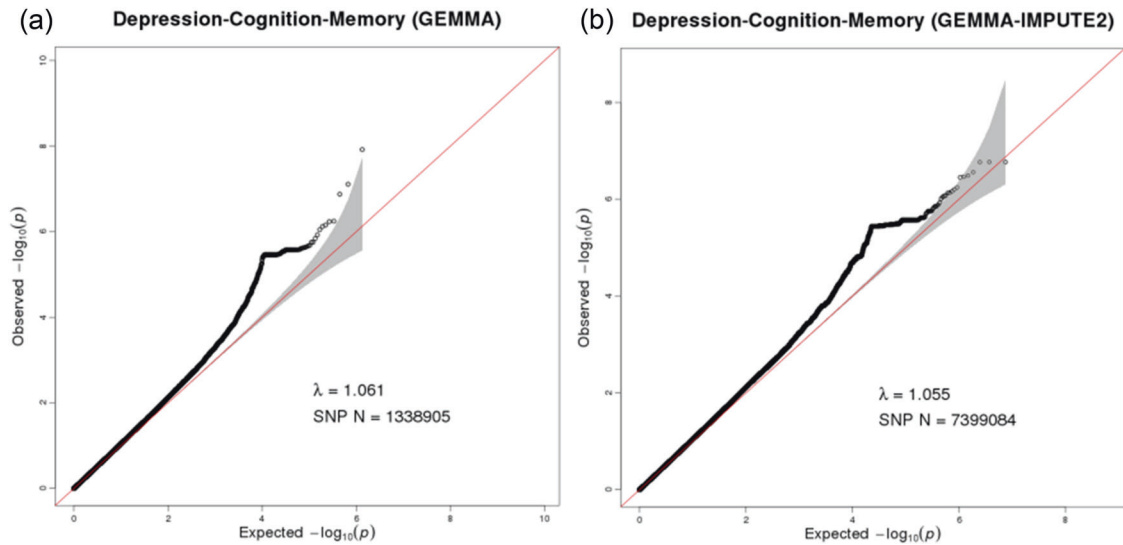 (a)
Depression-Cognition-Memory (GEMMA)
10
8
6
4
2
0
Observed −log₁₀(p)
λ = 1.061
SNP N = 1338905
0 2 4 6 8 10
Expected −log₁₀(p)
(b)
Depression-Cognition-Memory (GEMMA-IMPUTE2)
8
6
4
2
0
Observed −log₁₀(p)
λ = 1.055
SNP N = 7399084
0 2 4 6 8
Expected −log₁₀(p)